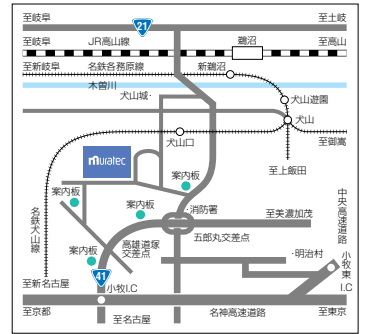 至岐阜
21
至土岐
至岐阜
JR高山線
鵜沼
至高山
至新岐阜
名鉄各務原線
新鵜沼
木曽川
犬山城・
犬山遊園
犬山
犬山口
至御嵩
muratec
至上飯田
案内板
案内板
名鉄犬山線
・消防署
案内板
至美濃加茂
中央高速道路
五郎丸交差点
高雄道塚
交差点
案内板
・明治村
小牧東
I.C
至新名古屋
41
小牧I.C
至京都
名神高速道路
至東京
至名古屋